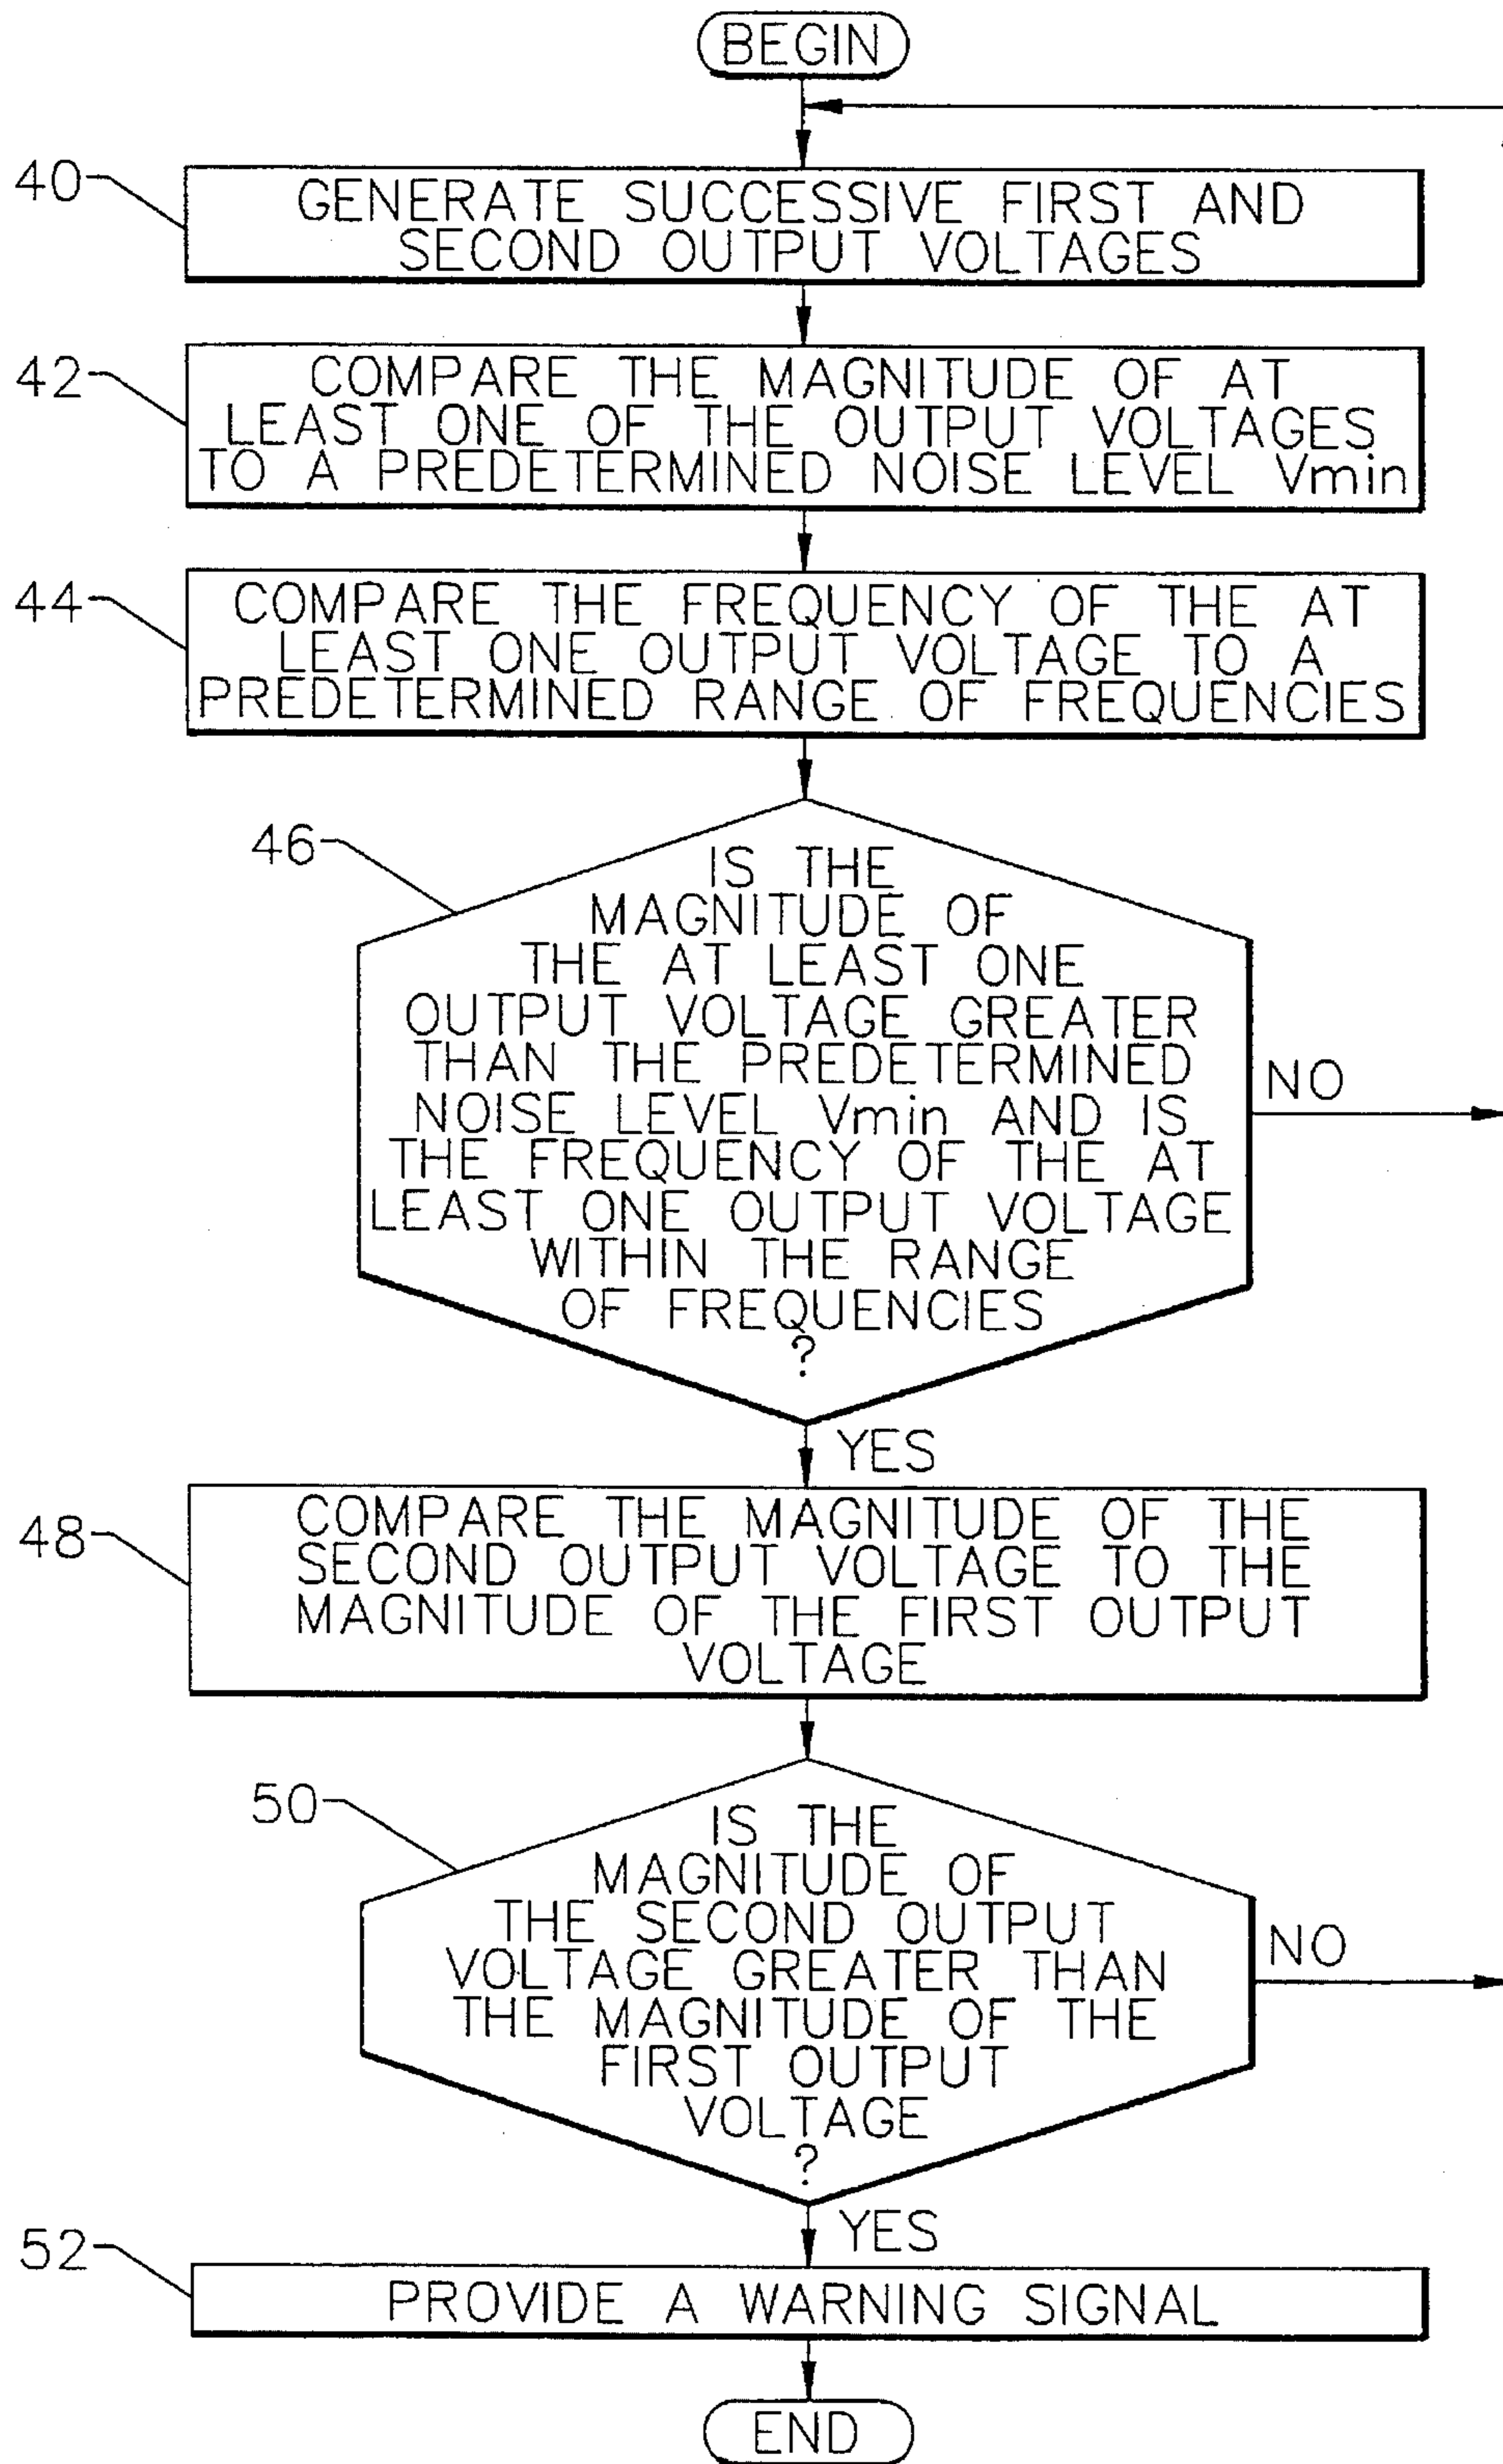 BEGIN
40
GENERATE SUCCESSIVE FIRST AND
SECOND OUTPUT VOLTAGES
42
COMPARE THE MAGNITUDE OF AT
LEAST ONE OF THE OUTPUT VOLTAGES
TO A PREDETERMINED NOISE LEVEL Vmin
44
COMPARE THE FREQUENCY OF THE AT
LEAST ONE OUTPUT VOLTAGE TO A
PREDETERMINED RANGE OF FREQUENCIES
46
IS THE
MAGNITUDE OF
THE AT LEAST ONE
OUTPUT VOLTAGE GREATER
THAN THE PREDETERMINED
NOISE LEVEL Vmin AND IS
THE FREQUENCY OF THE AT
LEAST ONE OUTPUT VOLTAGE
WITHIN THE RANGE
OF FREQUENCIES
?
NO
YES
48
COMPARE THE MAGNITUDE OF THE
SECOND OUTPUT VOLTAGE TO THE
MAGNITUDE OF THE FIRST OUTPUT
VOLTAGE
50
IS THE
MAGNITUDE OF
THE SECOND OUTPUT
VOLTAGE GREATER THAN
THE MAGNITUDE OF THE
FIRST OUTPUT
VOLTAGE
?
NO
YES
52
PROVIDE A WARNING SIGNAL
END